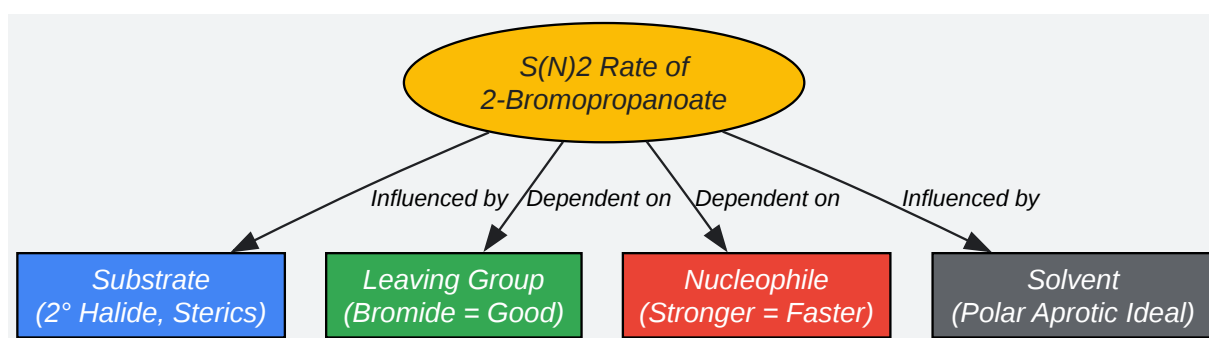 S(N)2 Rate of
2-Bromopropanoate
Influenced by
Dependent on
Dependent on
Influenced by
Substrate
(2° Halide, Sterics)
Leaving Group
(Bromide = Good)
Nucleophile
(Stronger = Faster)
Solvent
(Polar Aprotic Ideal)